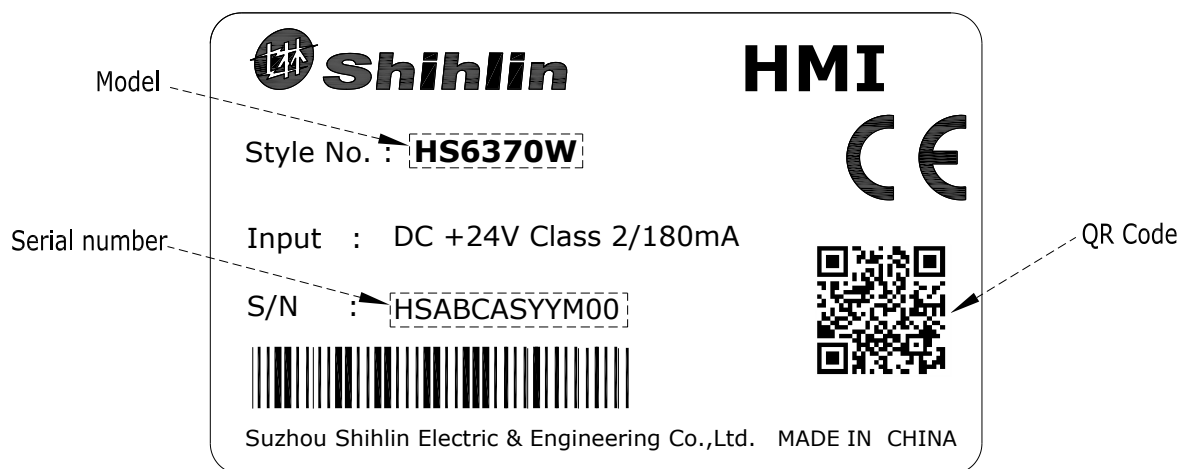 Shihlin HMI
Model
Style No. : HS6370W
CE
Input : DC +24V Class 2/180mA
QR Code
Serial number
S/N : HSABCASYYM00
Suzhou Shihlin Electric & Engineering Co.,Ltd. MADE IN CHINA